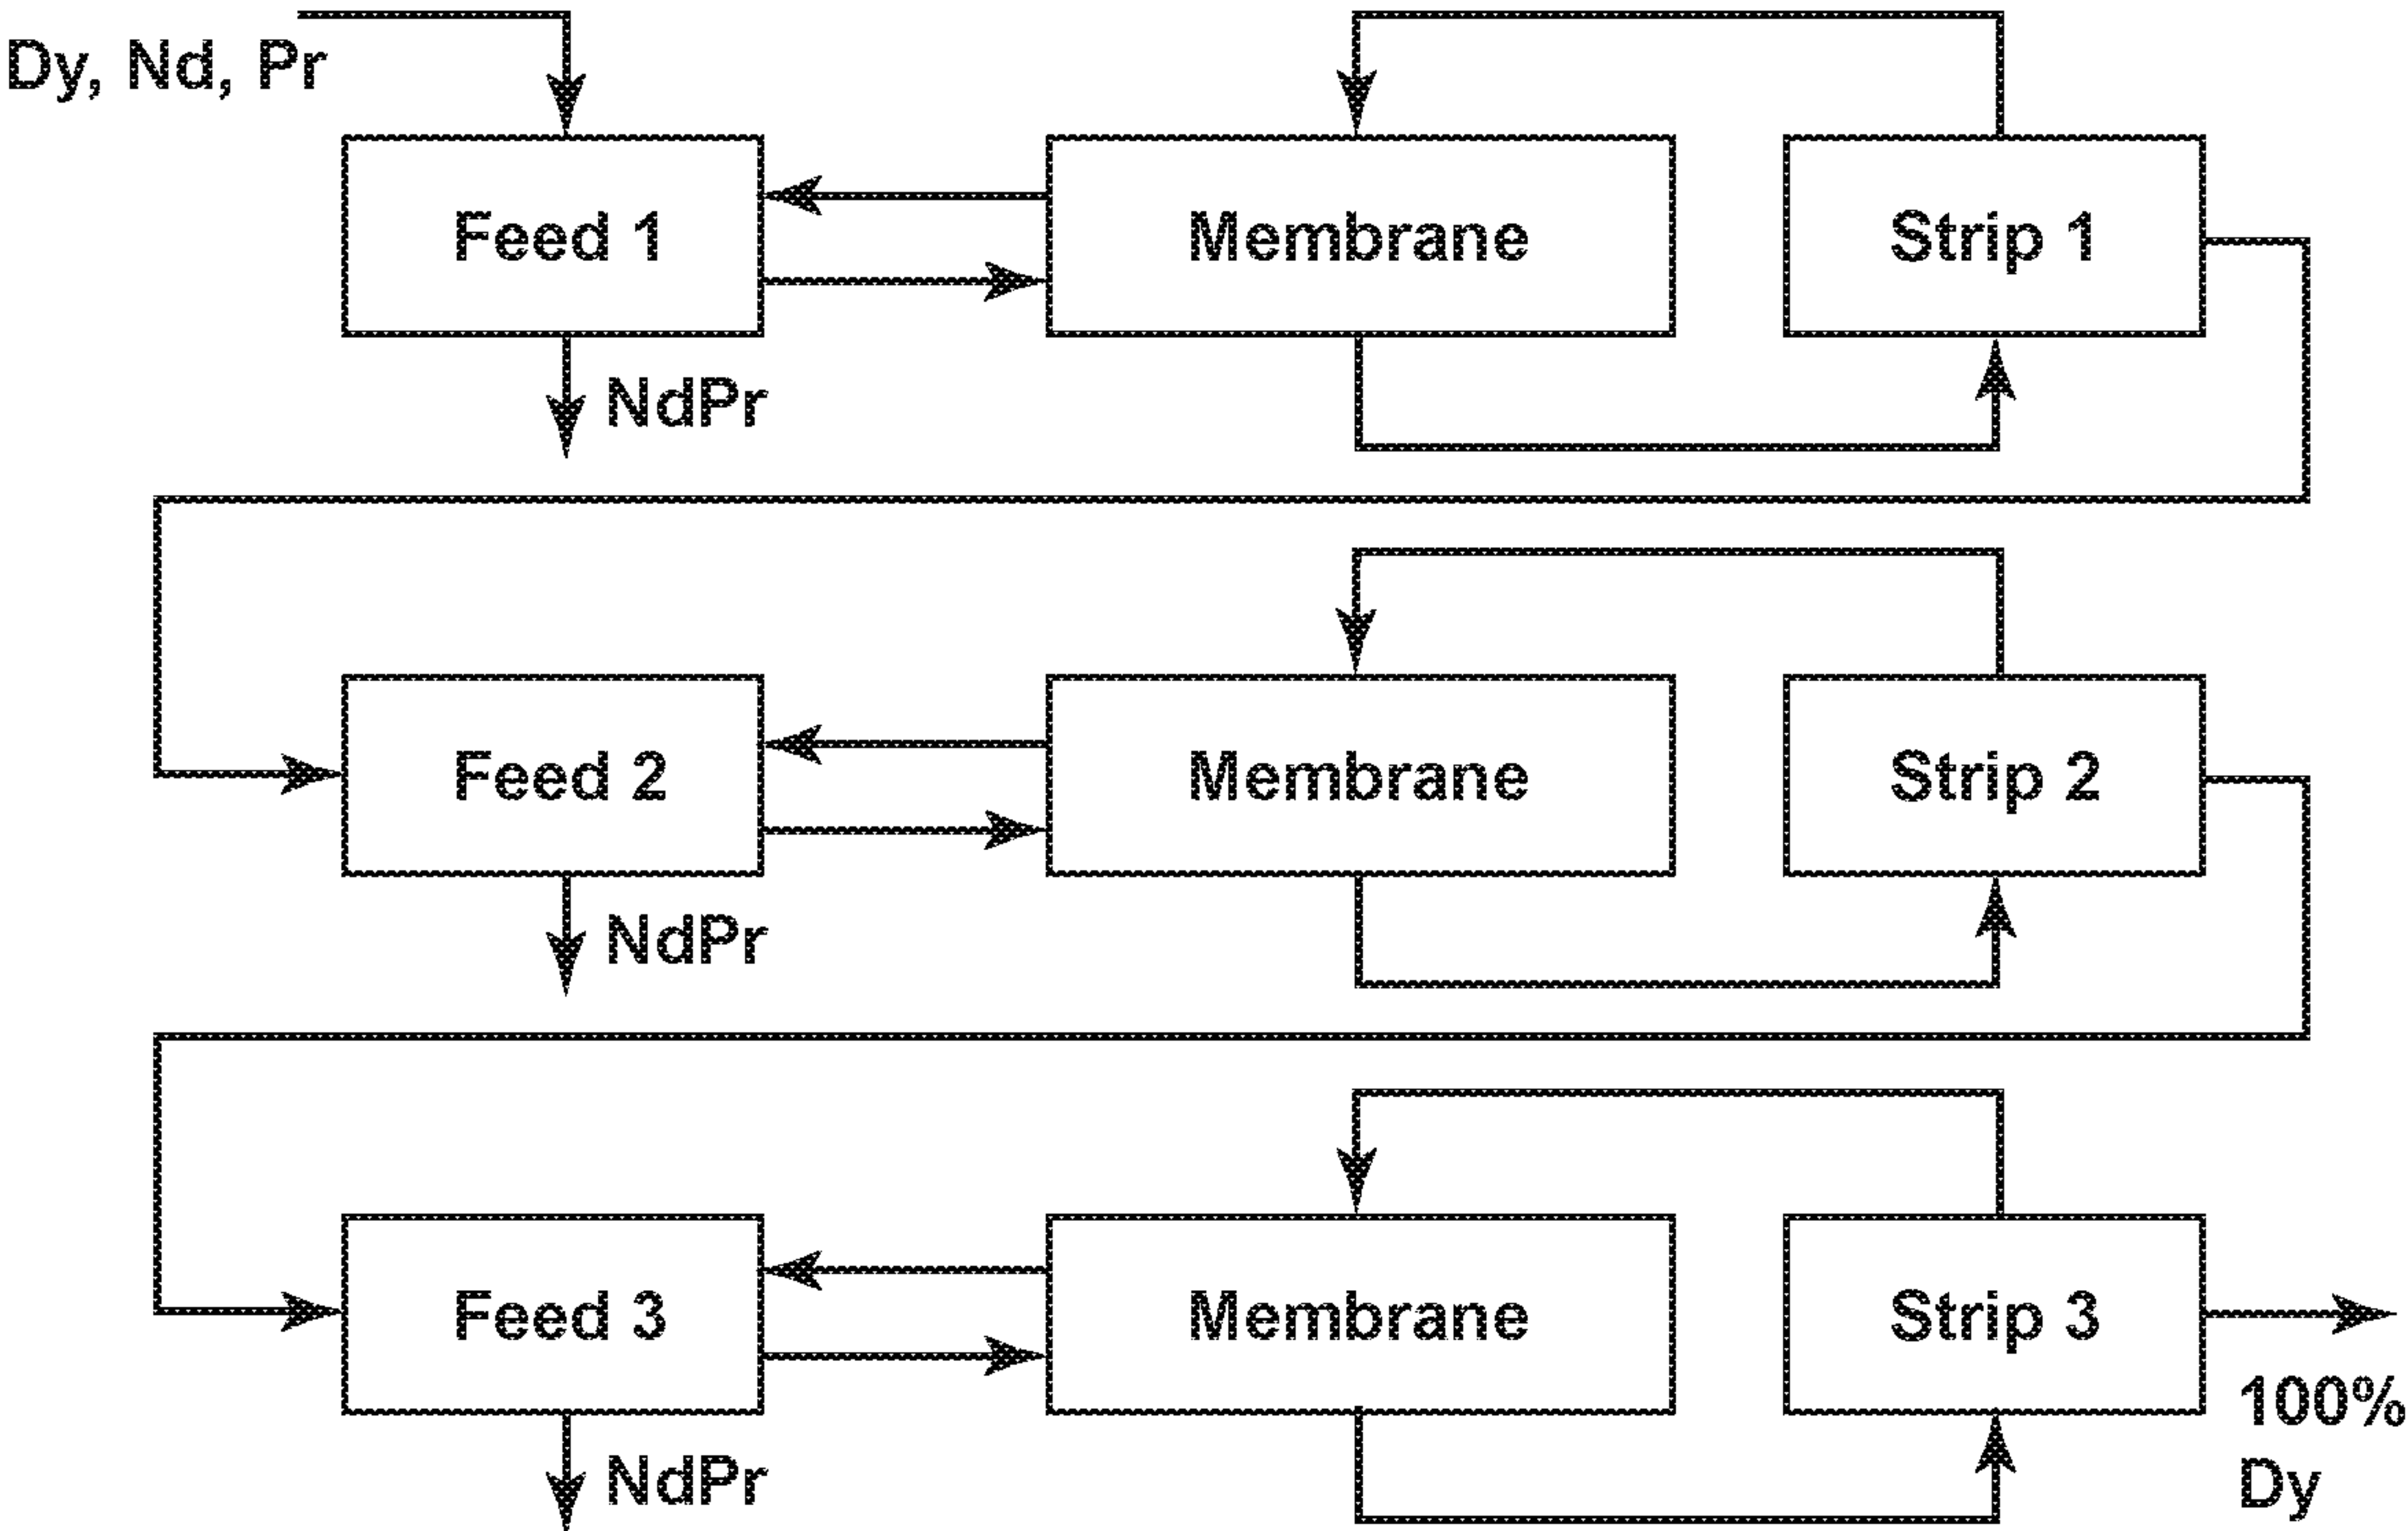 Dy, Nd, Pr
Feed 1
Membrane
Strip 1
NdPr
Feed 2
Membrane
Strip 2
NdPr
Feed 3
Membrane
Strip 3
100%
Dy
NdPr